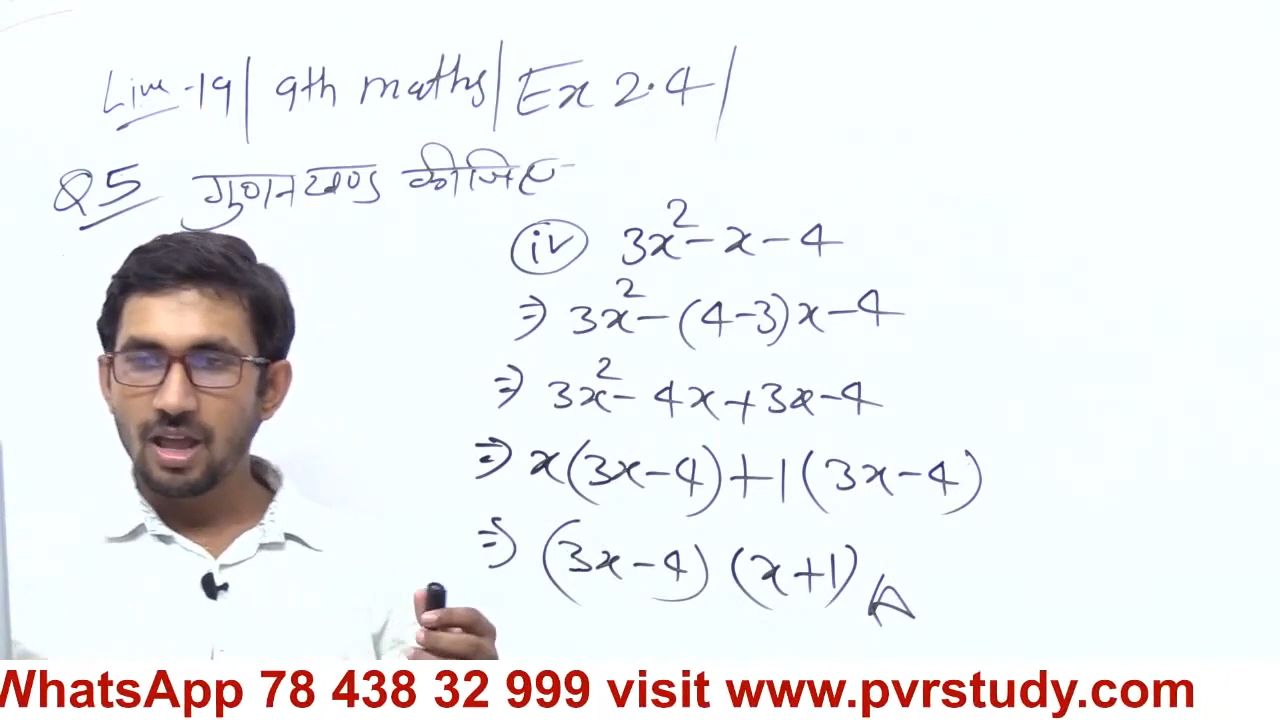 Live-19| 9th maths| Ex 2.4|
Q5 गुणनखण्ड कीजिए-
(iv) 3x² - x - 4
⇒ 3x² - (4-3)x - 4
⇒ 3x² - 4x + 3x - 4
⇒ x(3x-4) + 1(3x-4)
⇒ (3x-4) (x+1) A
WhatsApp 78 438 32 999 visit www.pvrstudy.com